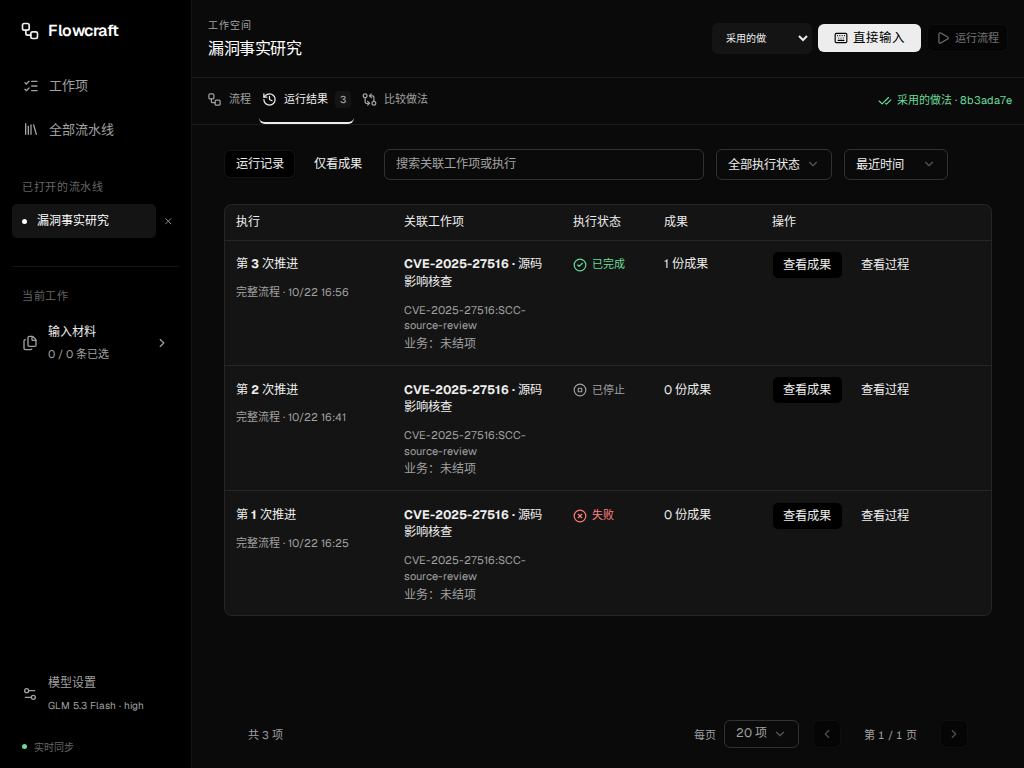 Flowcraft
工作项
全部流水线
已打开的流水线
漏洞事实研究
当前工作
输入材料
0 / 0 条已选
模型设置
GLM 5.3 Flash · high
实时同步
工作空间
漏洞事实研究
采用的做
直接输入
运行流程
流程
运行结果 3
比较做法
采用的做法 · 8b3ada7e
运行记录
仅看成果
搜索关联工作项或执行
全部执行状态
最近时间
执行 关联工作项 执行状态 成果 操作
第 3 次推进
完整流程 · 10/22 16:56
CVE-2025-27516 · 源码
影响核查
CVE-2025-27516:SCC-
source-review
业务：未结项
已完成
1 份成果
查看成果
查看过程
第 2 次推进
完整流程 · 10/22 16:41
CVE-2025-27516 · 源码
影响核查
CVE-2025-27516:SCC-
source-review
业务：未结项
已停止
0 份成果
查看成果
查看过程
第 1 次推进
完整流程 · 10/22 16:25
CVE-2025-27516 · 源码
影响核查
CVE-2025-27516:SCC-
source-review
业务：未结项
失败
0 份成果
查看成果
查看过程
共 3 项
每页
20 项
第 1 / 1 页